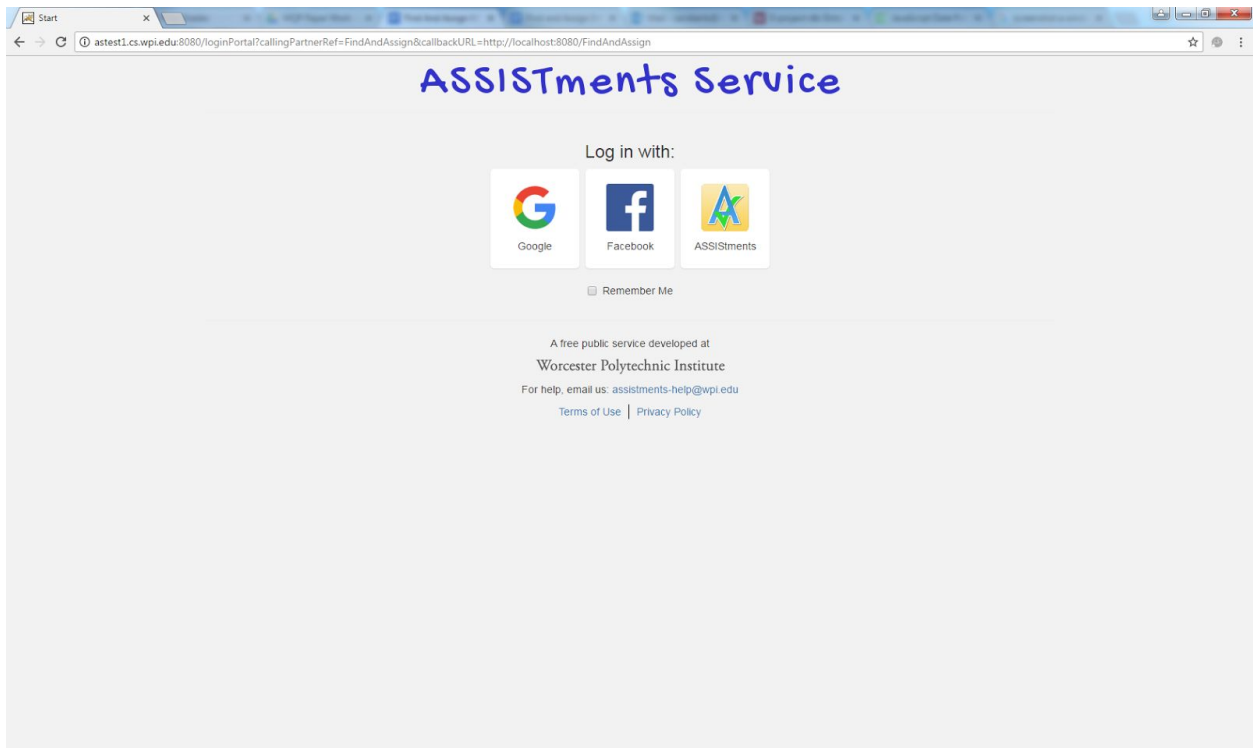 Start
astest1.cs.wpi.edu:8080/loginPortal?callingPartnerRef=FindAndAssign&callbackURL=http://localhost:8080/FindAndAssign
ASSISTments Service
Log in with:
Google Facebook ASSIStments
Remember Me
A free public service developed at
Worcester Polytechnic Institute
For help, email us: assistments-help@wpi.edu
Terms of Use | Privacy Policy